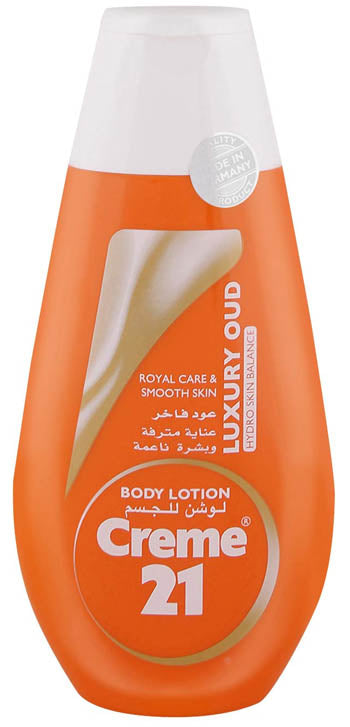 QUALITY
MADE IN
GERMANY
PRODUCT
LUXURY OUD
HYDRO SKIN BALANCE
ROYAL CARE &
SMOOTH SKIN
عود فاخر
عناية مترفة
وبشرة ناعمة
BODY LOTION
لوشن للجسم
Creme®
21